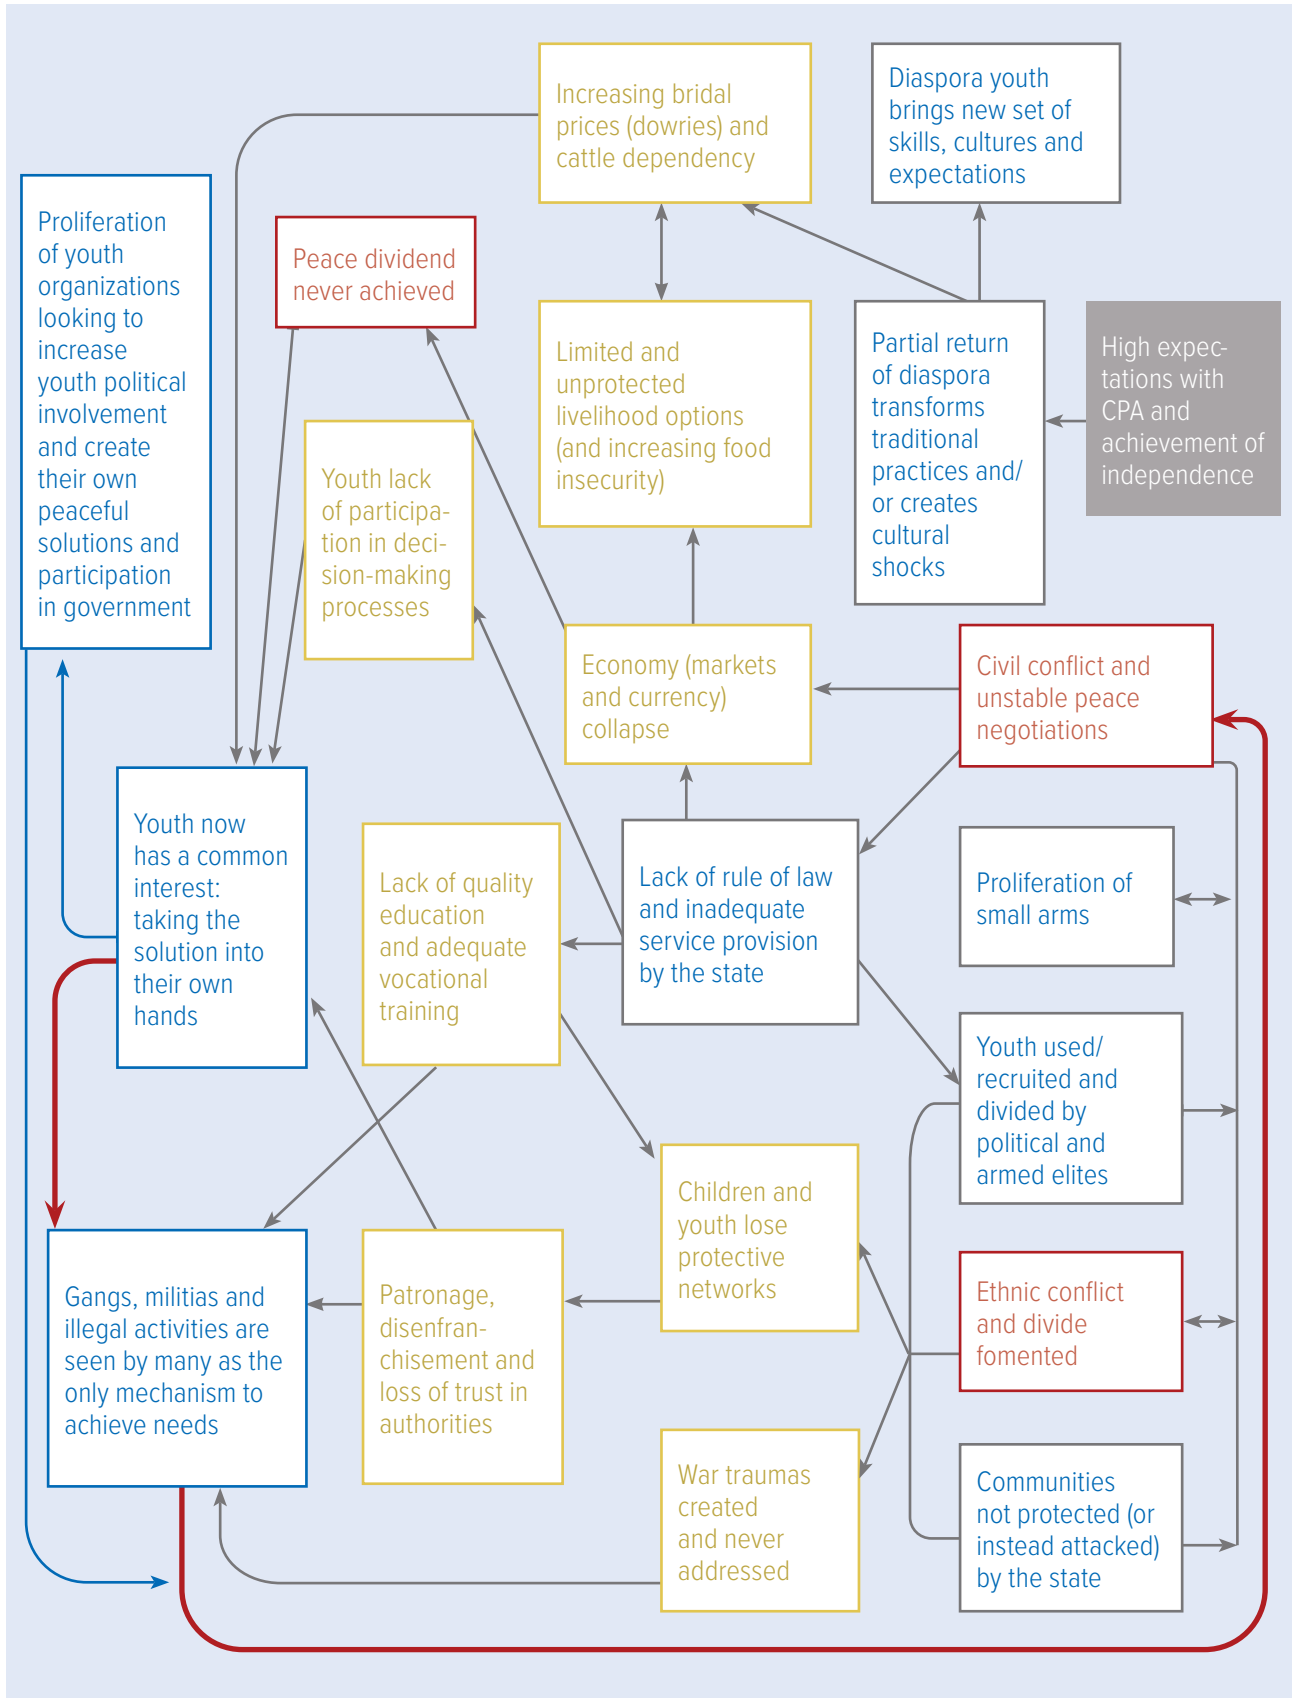 Increasing bridal
prices (dowries) and
cattle dependency
Diaspora youth
brings new set of
skills, cultures and
expectations
Proliferation
of youth
organizations
looking to
increase
youth political
involvement
and create
their own
peaceful
solutions and
participation
in government
Peace dividend
never achieved
Limited and
unprotected
livelihood options
(and increasing food
insecurity)
Partial return
of diaspora
transforms
traditional
practices and/
or creates
cultural
shocks
High expec-
tations with
CPA and
achievement of
independence
Youth lack
of participa-
tion in deci-
sion-making
processes
Economy (markets
and currency)
collapse
Civil conflict and
unstable peace
negotiations
Youth now
has a common
interest:
taking the
solution into
their own
hands
Lack of quality
education
and adequate
vocational
training
Lack of rule of law
and inadequate
service provision
by the state
Proliferation of
small arms
Youth used/
recruited and
divided by
political and
armed elites
Children and
youth lose
protective
networks
Gangs, militias and
illegal activities are
seen by many as the
only mechanism to
achieve needs
Patronage,
disenfran-
chisement and
loss of trust in
authorities
Ethnic conflict
and divide
fomented
War traumas
created
and never
addressed
Communities
not protected (or
instead attacked)
by the state